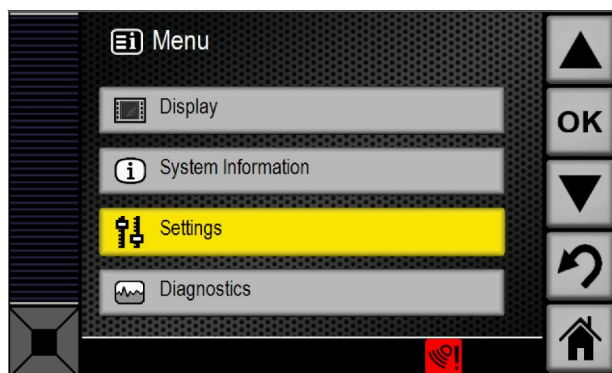 Menu
Display
OK
System Information
Settings
Diagnostics